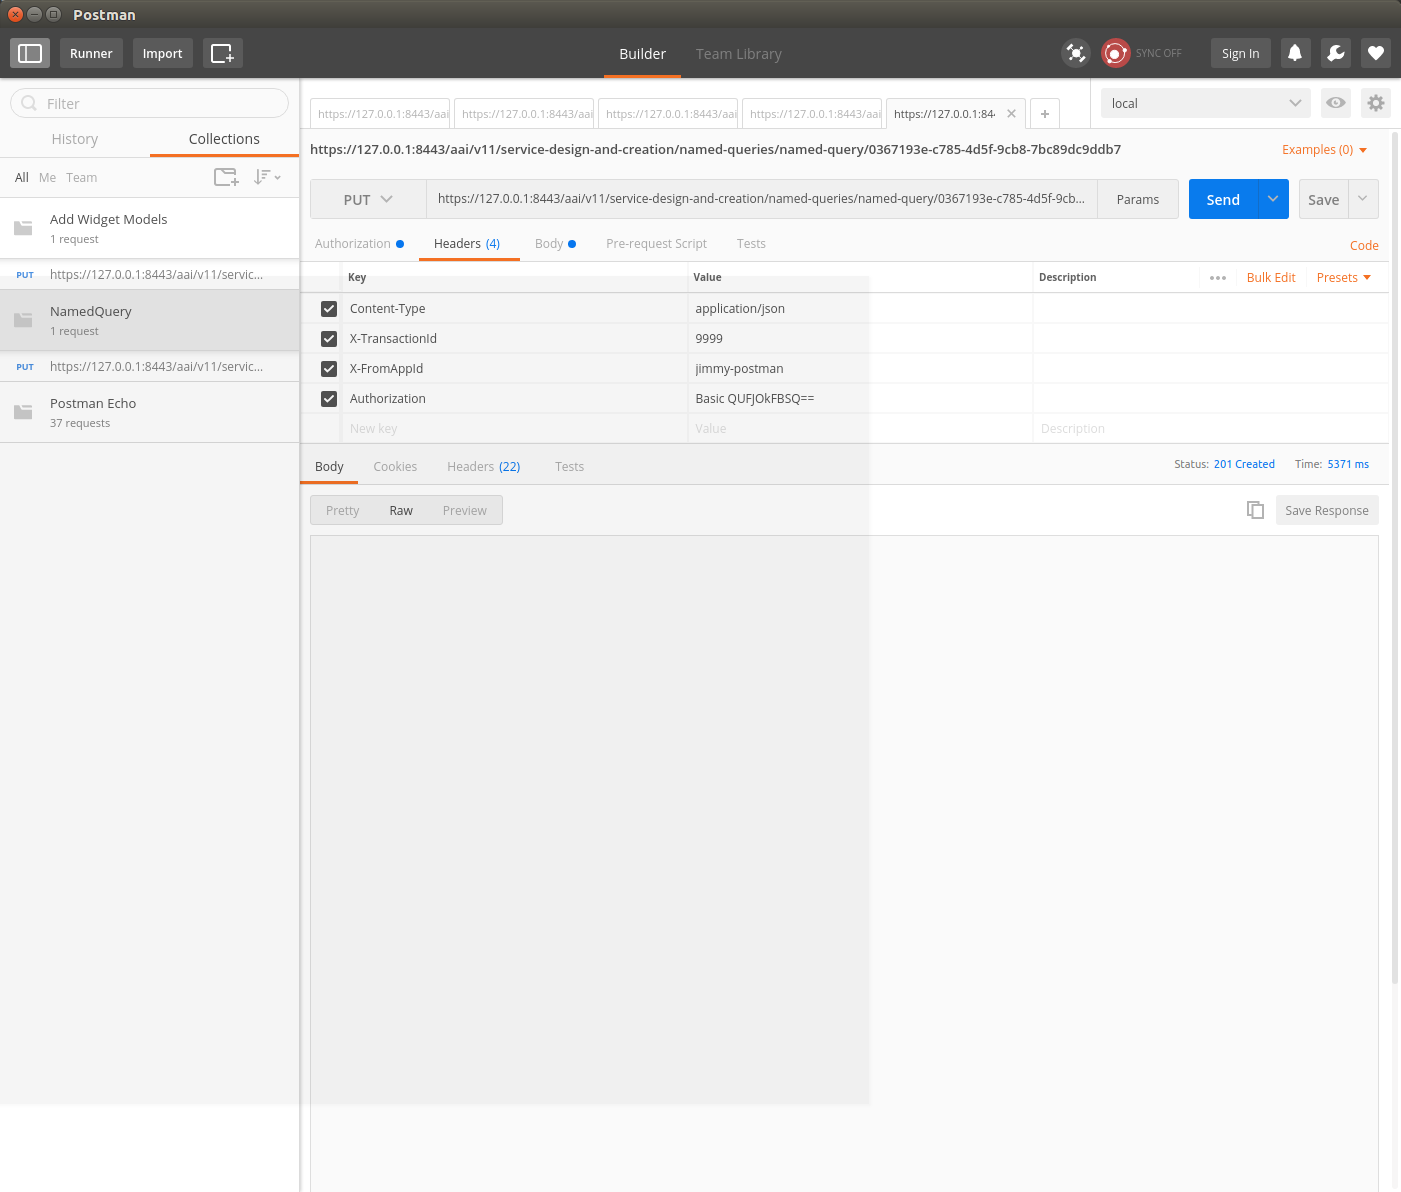 Postman
Runner Import Builder Team Library SYNC OFF Sign In
Filter
History Collections
All Me Team
Add Widget Models
1 request
PUT https://127.0.0.1:8443/aai/v11/servic...
NamedQuery
1 request
PUT https://127.0.0.1:8443/aai/v11/servic...
Postman Echo
37 requests
https://127.0.0.1:8443/aai https://127.0.0.1:8443/aai https://127.0.0.1:8443/aai https://127.0.0.1:8443/aai https://127.0.0.1:84 × + local
https://127.0.0.1:8443/aai/v11/service-design-and-creation/named-queries/named-query/0367193e-c785-4d5f-9cb8-7bc89dc9ddb7 Examples (0)
PUT https://127.0.0.1:8443/aai/v11/service-design-and-creation/named-queries/named-query/0367193e-c785-4d5f-9cb... Params Send Save
Authorization Headers (4) Body Pre-request Script Tests Code
Key Value Description ••• Bulk Edit Presets
Content-Type application/json
X-TransactionId 9999
X-FromAppId jimmy-postman
Authorization Basic QUFJOkFBSQ==
New key Value Description
Body Cookies Headers (22) Tests Status: 201 Created Time: 5371 ms
Pretty Raw Preview Save Response